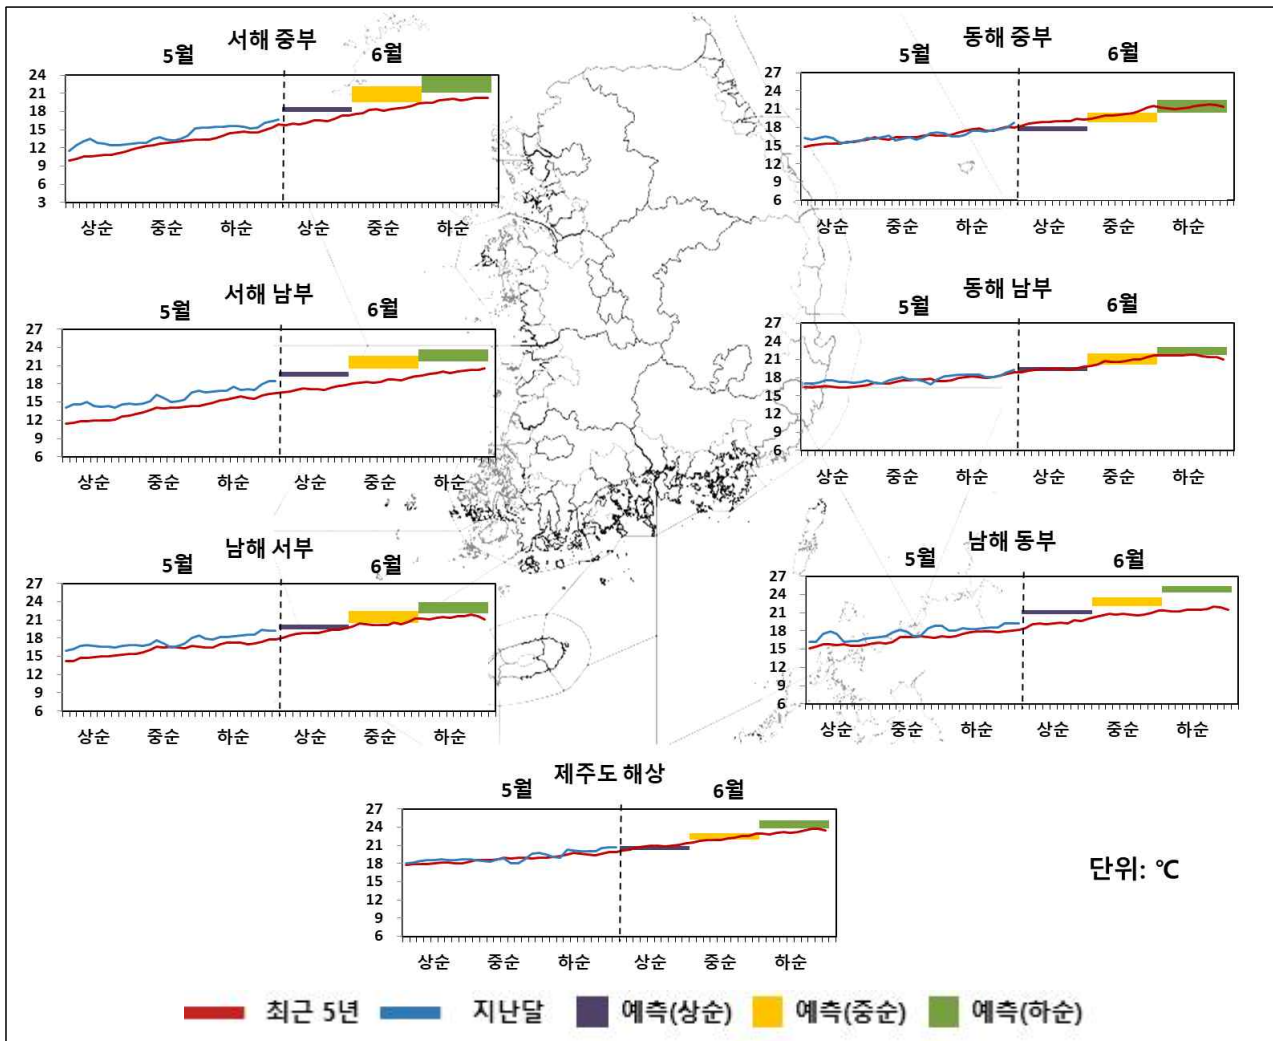 서해 중부
5월
6월
24
21
18
15
12
9
6
3
상순
중순
하순
상순
중순
하순
동해 중부
5월
6월
27
24
21
18
15
12
9
6
상순
중순
하순
상순
중순
하순
서해 남부
5월
6월
27
24
21
18
15
12
9
6
상순
중순
하순
상순
중순
하순
동해 남부
5월
6월
27
24
21
18
15
12
9
6
상순
중순
하순
상순
중순
하순
남해 서부
5월
6월
27
24
21
18
15
12
9
6
상순
중순
하순
상순
중순
하순
남해 동부
5월
6월
27
24
21
18
15
12
9
6
상순
중순
하순
상순
중순
하순
제주도 해상
5월
6월
27
24
21
18
15
12
9
6
상순
중순
하순
상순
중순
하순
단위: ℃
최근 5년
지난달
예측(상순)
예측(중순)
예측(하순)